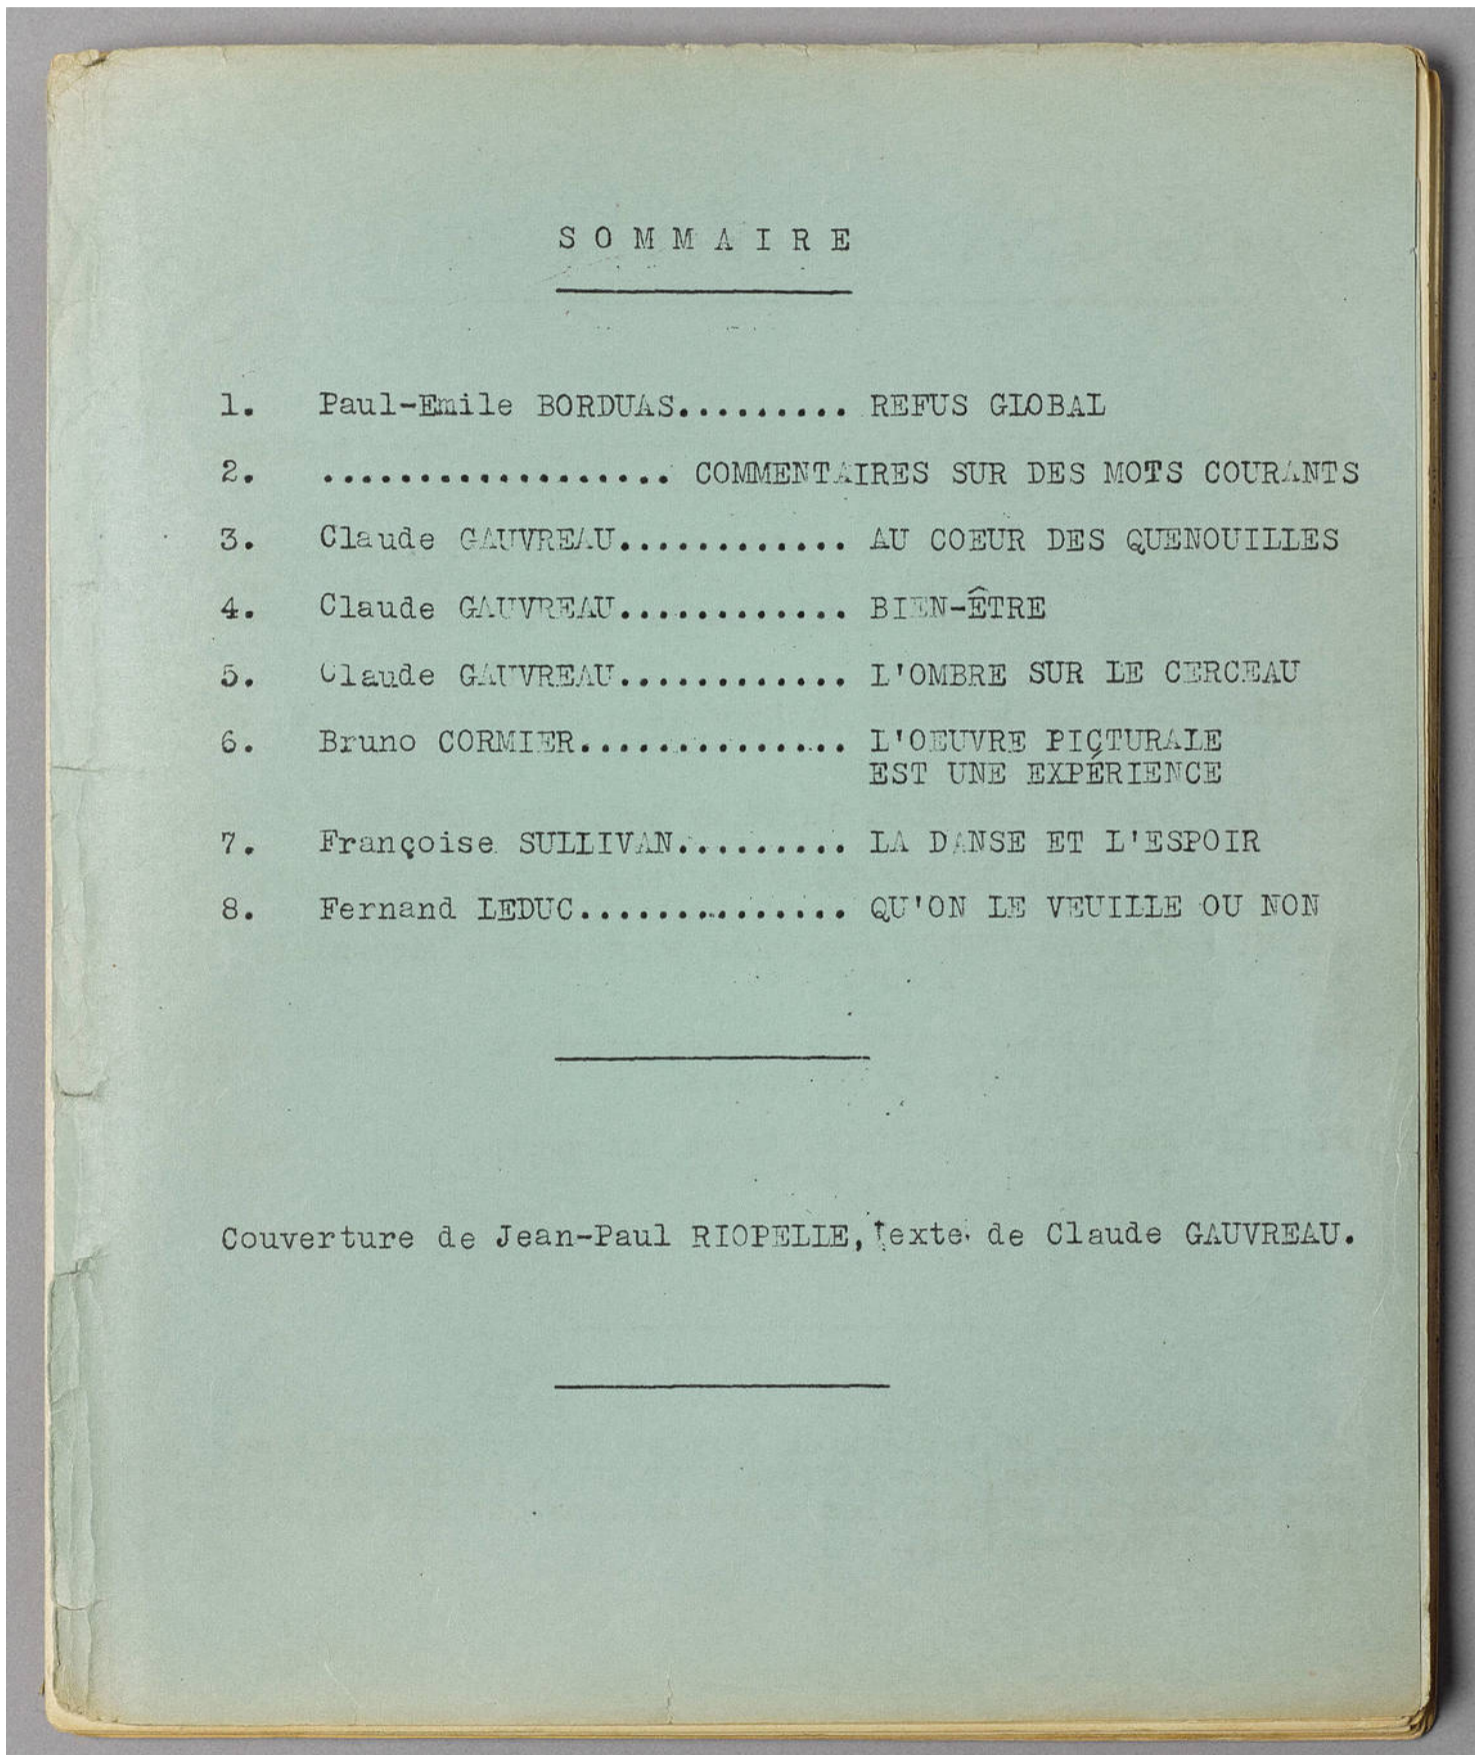 S O M M A I R E
1. Paul-Emile BORDUAS......... REFUS GLOBAL
2. .................. COMMENTAIRES SUR DES MOTS COURANTS
3. Claude GAUVREAU............ AU COEUR DES QUENOUILLES
4. Claude GAUVREAU............ BIEN-ÊTRE
5. Claude GAUVREAU............ L'OMBRE SUR LE CERCEAU
6. Bruno CORMIER.............. L'OEUVRE PICTURALE
EST UNE EXPÉRIENCE
7. Françoise SULLIVAN......... LA DANSE ET L'ESPOIR
8. Fernand LEDUC.............. QU'ON LE VEUILLE OU NON
Couverture de Jean-Paul RIOPELLE, texte de Claude GAUVREAU.